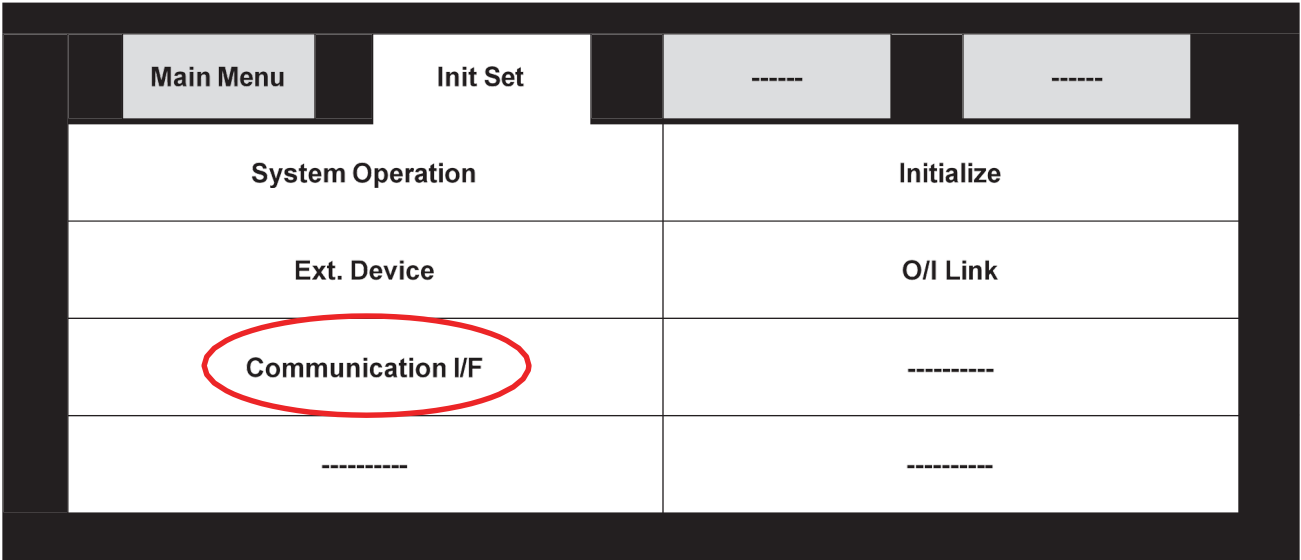 Main Menu Init Set ------ ------
System Operation Initialize
Ext. Device O/I Link
Communication I/F ----------
---------- ----------